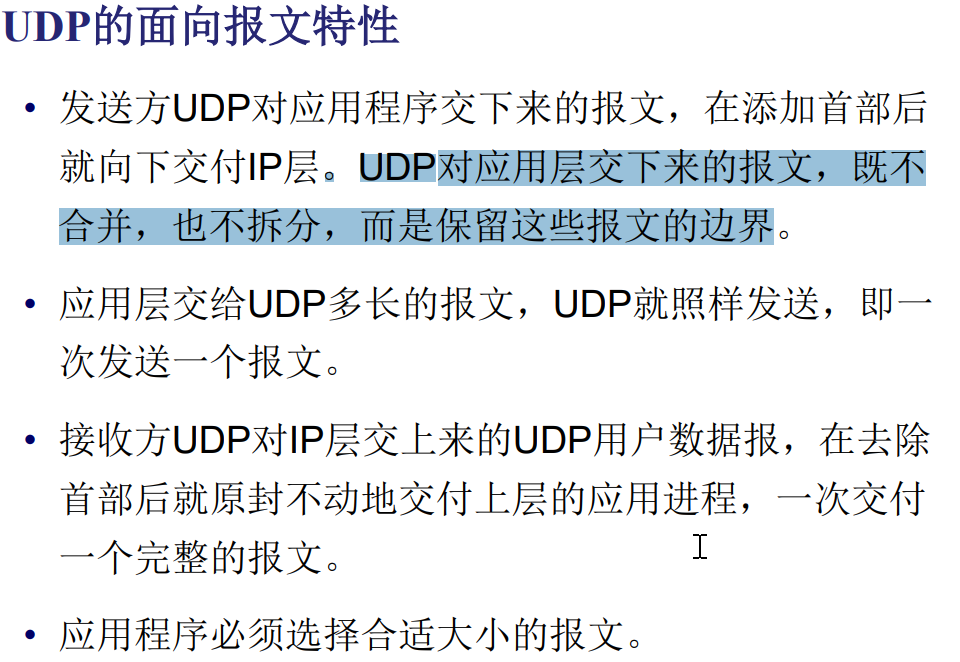 UDP的面向报文特性
• 发送方UDP对应用程序交下来的报文，在添加首部后
就向下交付IP层。UDP对应用层交下来的报文，既不
合并，也不拆分，而是保留这些报文的边界。
• 应用层交给UDP多长的报文，UDP就照样发送，即一
次发送一个报文。
• 接收方UDP对IP层交上来的UDP用户数据报，在去除
首部后就原封不动地交付上层的应用进程，一次交付
一个完整的报文。
• 应用程序必须选择合适大小的报文。